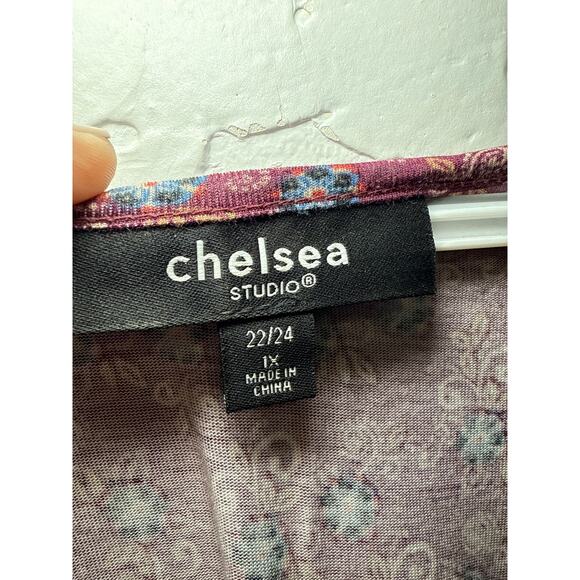 chelsea
STUDIO®
22/24
1X
MADE IN
CHINA